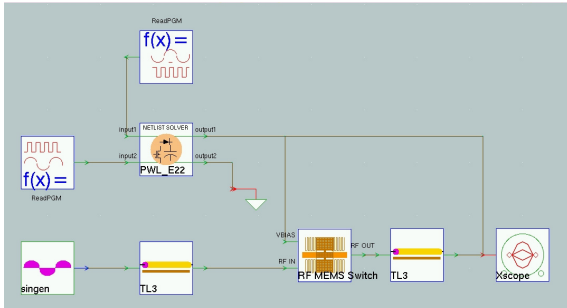 ReadPGM
f(x) =
input1
NETLIST SOLVER
output1
input2
output2
PWL_E22
f(x) =
ReadPGM
VBIAS
RF OUT
RF IN
singen
TL3
RF MEMS Switch
TL3
Xscope